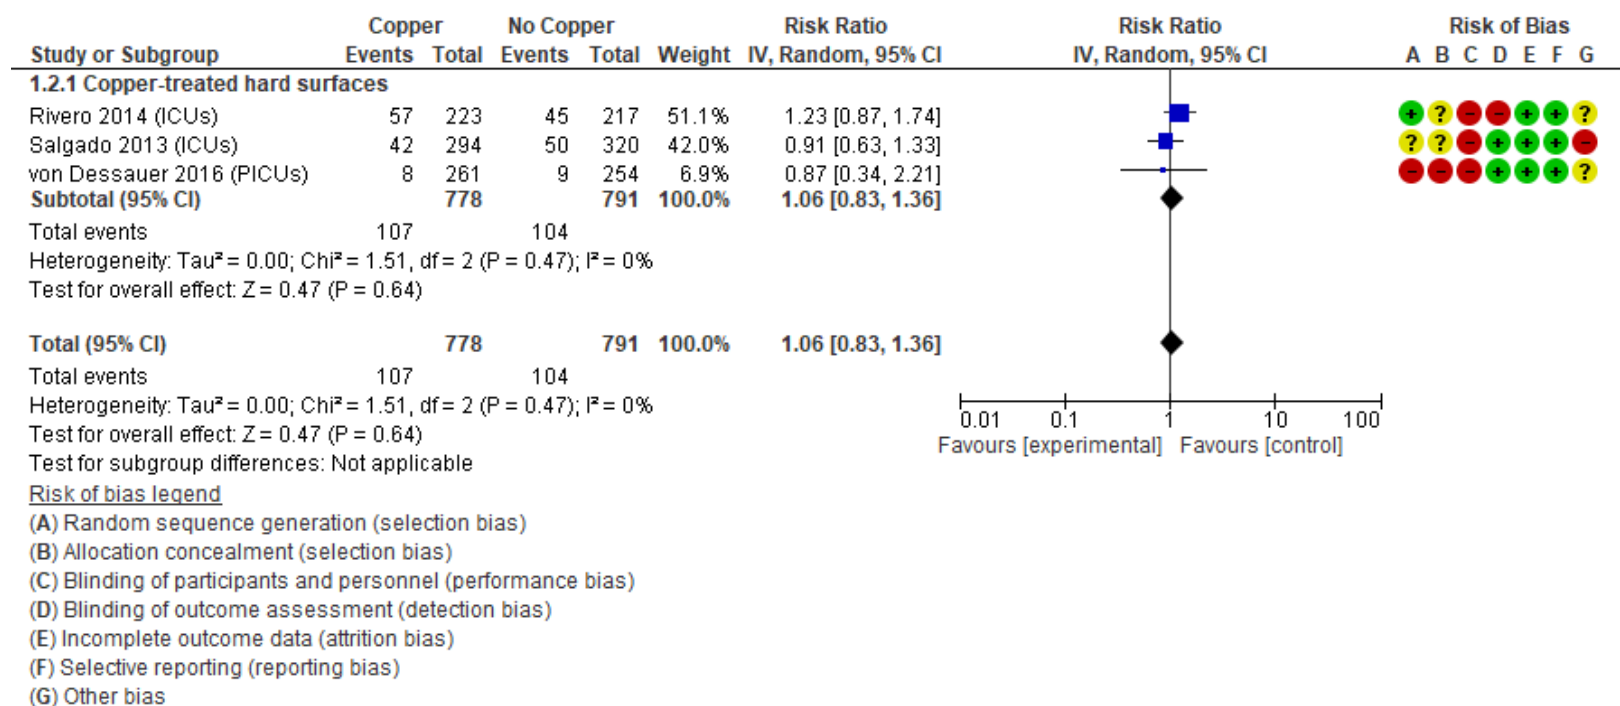 Copper No Copper Risk Ratio Risk Ratio Risk of Bias
Study or Subgroup Events Total Events Total Weight IV, Random, 95% CI IV, Random, 95% CI A B C D E F G
1.2.1 Copper-treated hard surfaces
Rivero 2014 (ICUs) 57 223 45 217 51.1% 1.23 [0.87, 1.74] + ? - - + + ?
Salgado 2013 (ICUs) 42 294 50 320 42.0% 0.91 [0.63, 1.33] ? ? - + + + -
von Dessauer 2016 (PICUs) 8 261 9 254 6.9% 0.87 [0.34, 2.21] - - - + + + ?
Subtotal (95% CI) 778 791 100.0% 1.06 [0.83, 1.36]
Total events 107 104
Heterogeneity: Tau² = 0.00; Chi² = 1.51, df = 2 (P = 0.47); I² = 0%
Test for overall effect: Z = 0.47 (P = 0.64)
Total (95% CI) 778 791 100.0% 1.06 [0.83, 1.36]
Total events 107 104
Heterogeneity: Tau² = 0.00; Chi² = 1.51, df = 2 (P = 0.47); I² = 0%
Test for overall effect: Z = 0.47 (P = 0.64)
Test for subgroup differences: Not applicable
0.01 0.1 1 10 100
Favours [experimental] Favours [control]
Risk of bias legend
(A) Random sequence generation (selection bias)
(B) Allocation concealment (selection bias)
(C) Blinding of participants and personnel (performance bias)
(D) Blinding of outcome assessment (detection bias)
(E) Incomplete outcome data (attrition bias)
(F) Selective reporting (reporting bias)
(G) Other bias